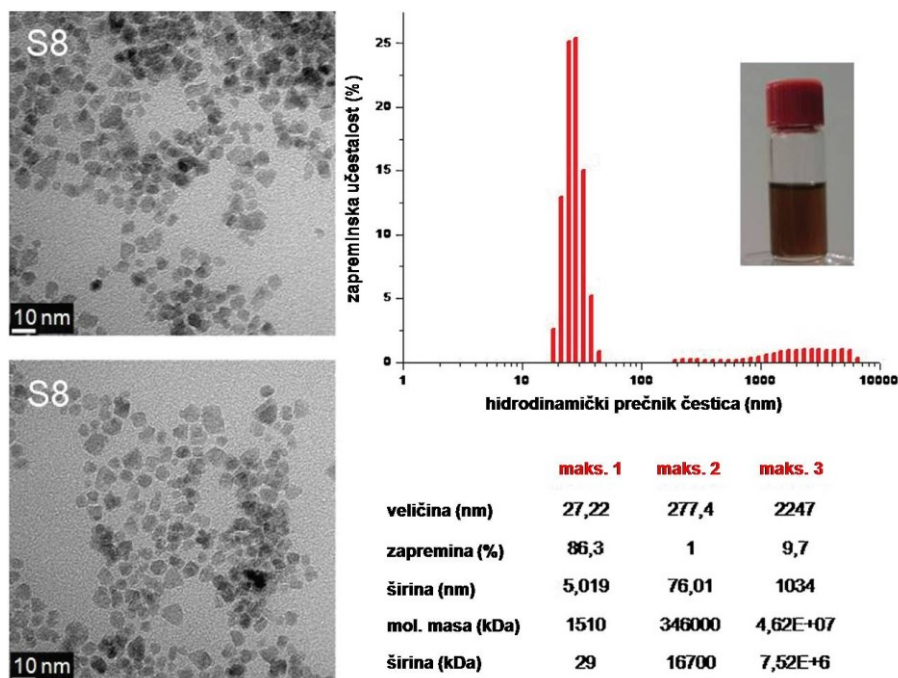 S8
10 nm
S8
10 nm
zapreminska učestalost (%)
25
20
15
10
5
0
1 10 100 1000 10000
hidrodinamički prečnik čestica (nm)
maks. 1 maks. 2 maks. 3
veličina (nm) 27,22 277,4 2247
zapremina (%) 86,3 1 9,7
širina (nm) 5,019 76,01 1034
mol. masa (kDa) 1510 346000 4,62E+07
širina (kDa) 29 16700 7,52E+6